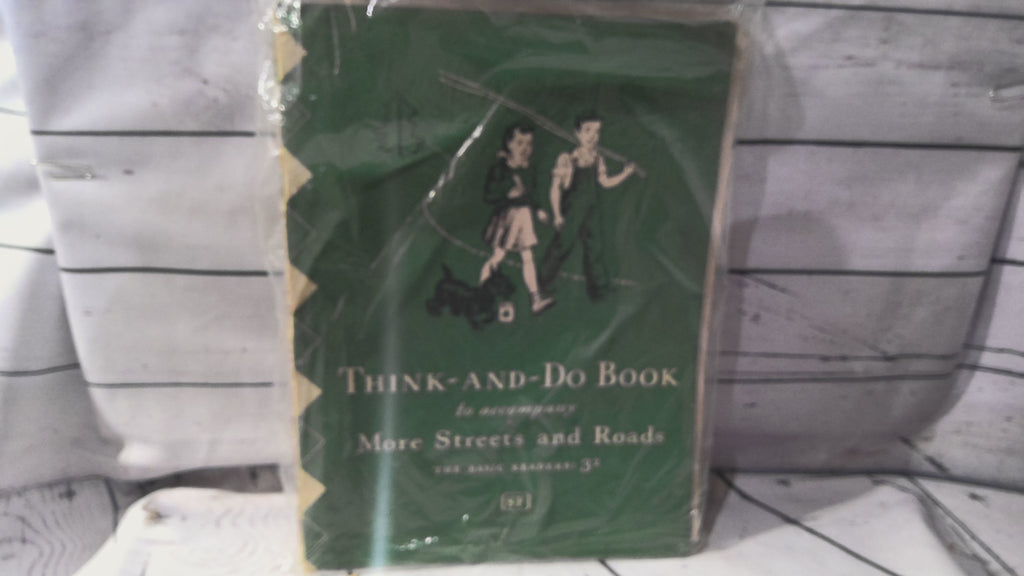 THINK-AND-DO BOOK
to accompany
More Streets and Roads
THE BASIC READERS: 3²